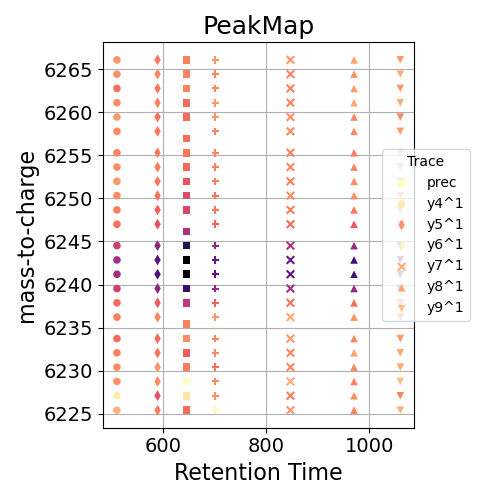 PeakMap
6265
6260
6255
6250
6245
6240
6235
6230
6225
mass-to-charge
600 800 1000
Retention Time
Trace
prec
y4^1
y5^1
y6^1
y7^1
y8^1
y9^1